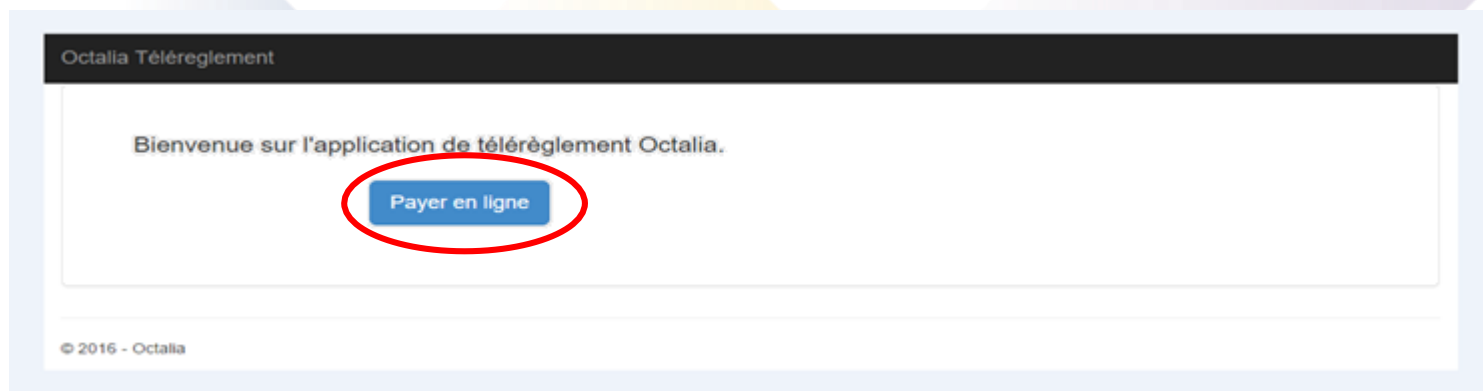 Octalia Téléreglement
Bienvenue sur l'application de télérèglement Octalia.
Payer en ligne
© 2016 - Octalia